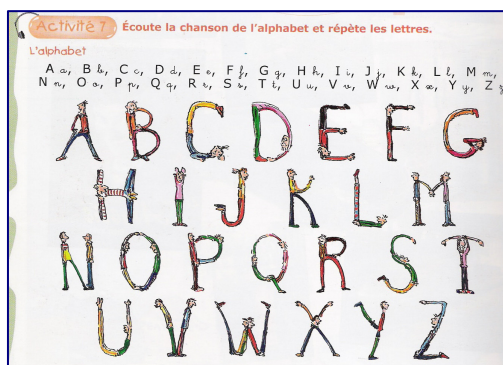 Activité 7 Écoute la chanson de l'alphabet et répète les lettres.
L'alphabet
A a, B b, C c, D d, E e, F f, G g, H h, I i, J j, K k, L l, M m,
N n, O o, P p, Q q, R r, S s, T t, U u, V v, W w, X x, Y y, Z z
A B C D E F G
H I J K L M
N O P Q R S T
U V W X Y Z